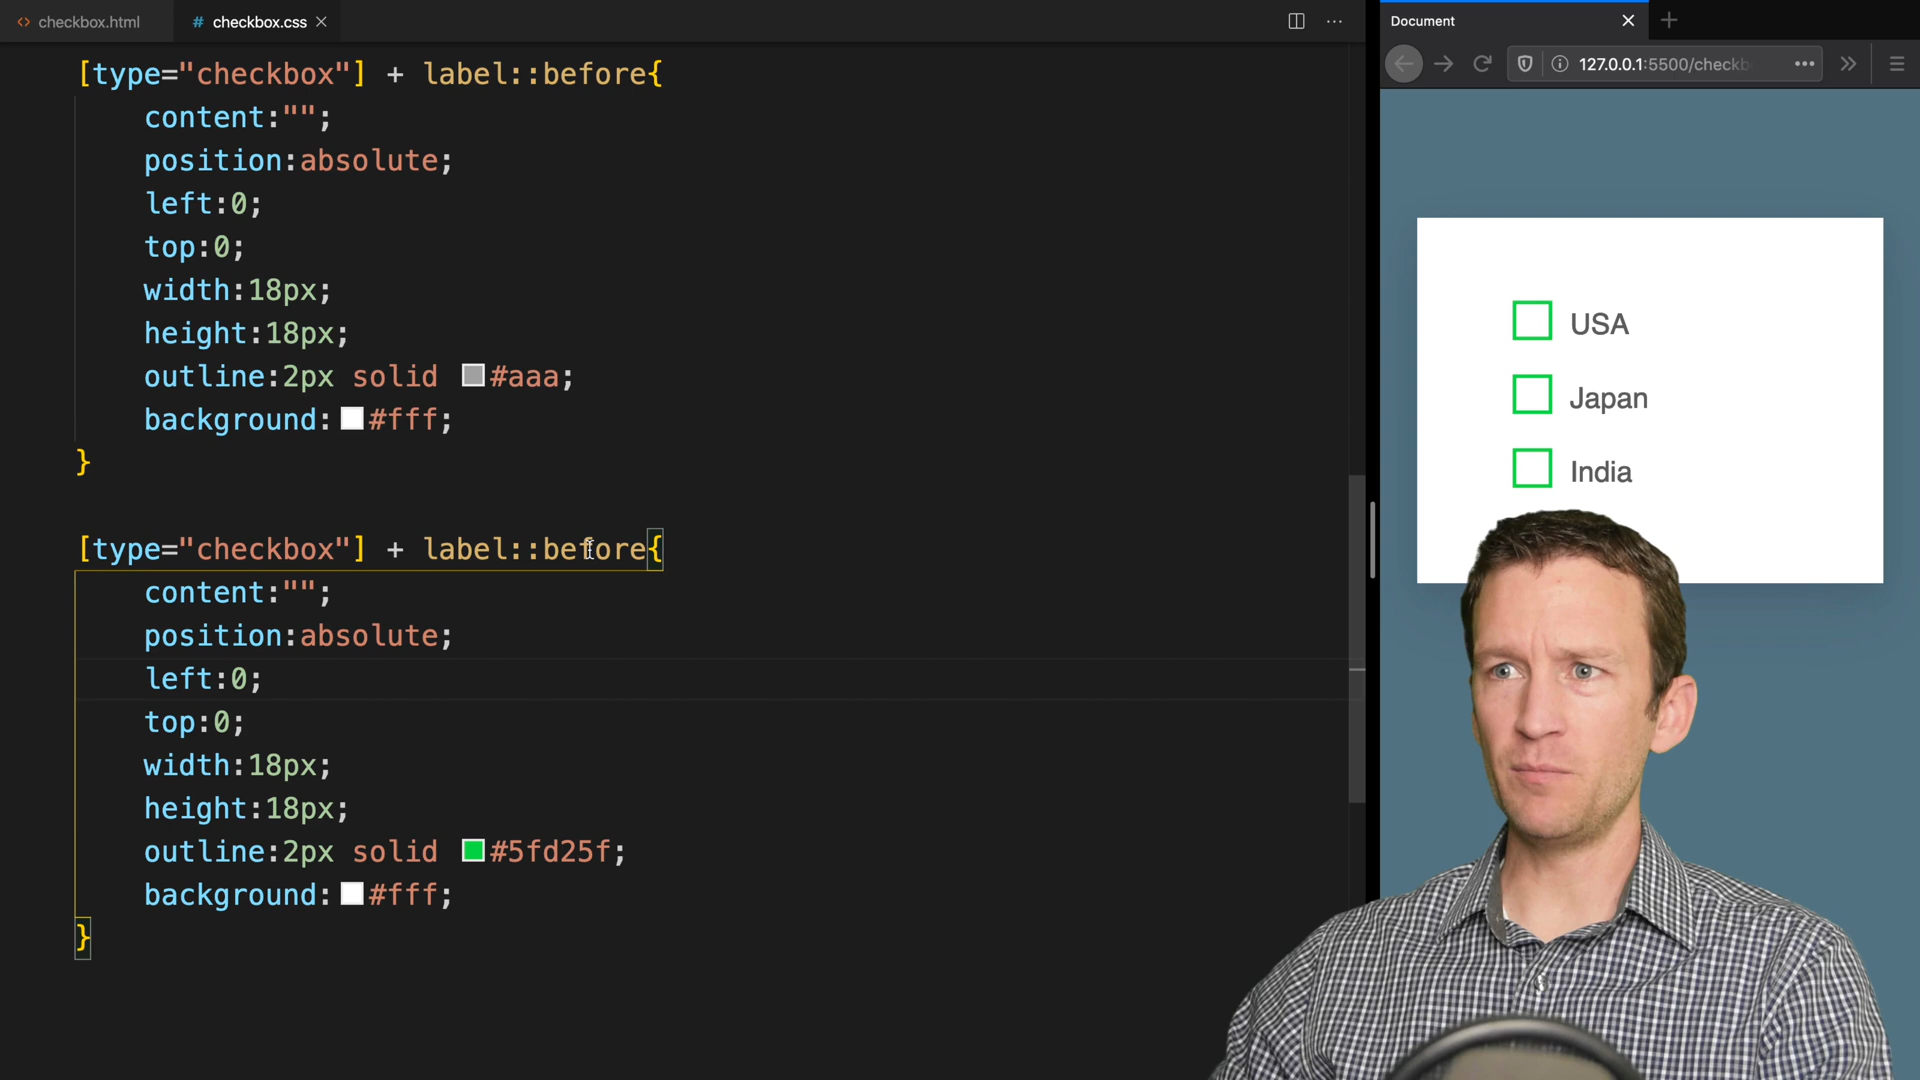 checkbox.html
checkbox.css
[type="checkbox"] + label::before{
content:"";
position:absolute;
left:0;
top:0;
width:18px;
height:18px;
outline:2px solid #aaa;
background:#fff;
}
[type="checkbox"] + label::before{
content:"";
position:absolute;
left:0;
top:0;
width:18px;
height:18px;
outline:2px solid #5fd25f;
background:#fff;
}
Document
127.0.0.1:5500/checkb
USA
Japan
India